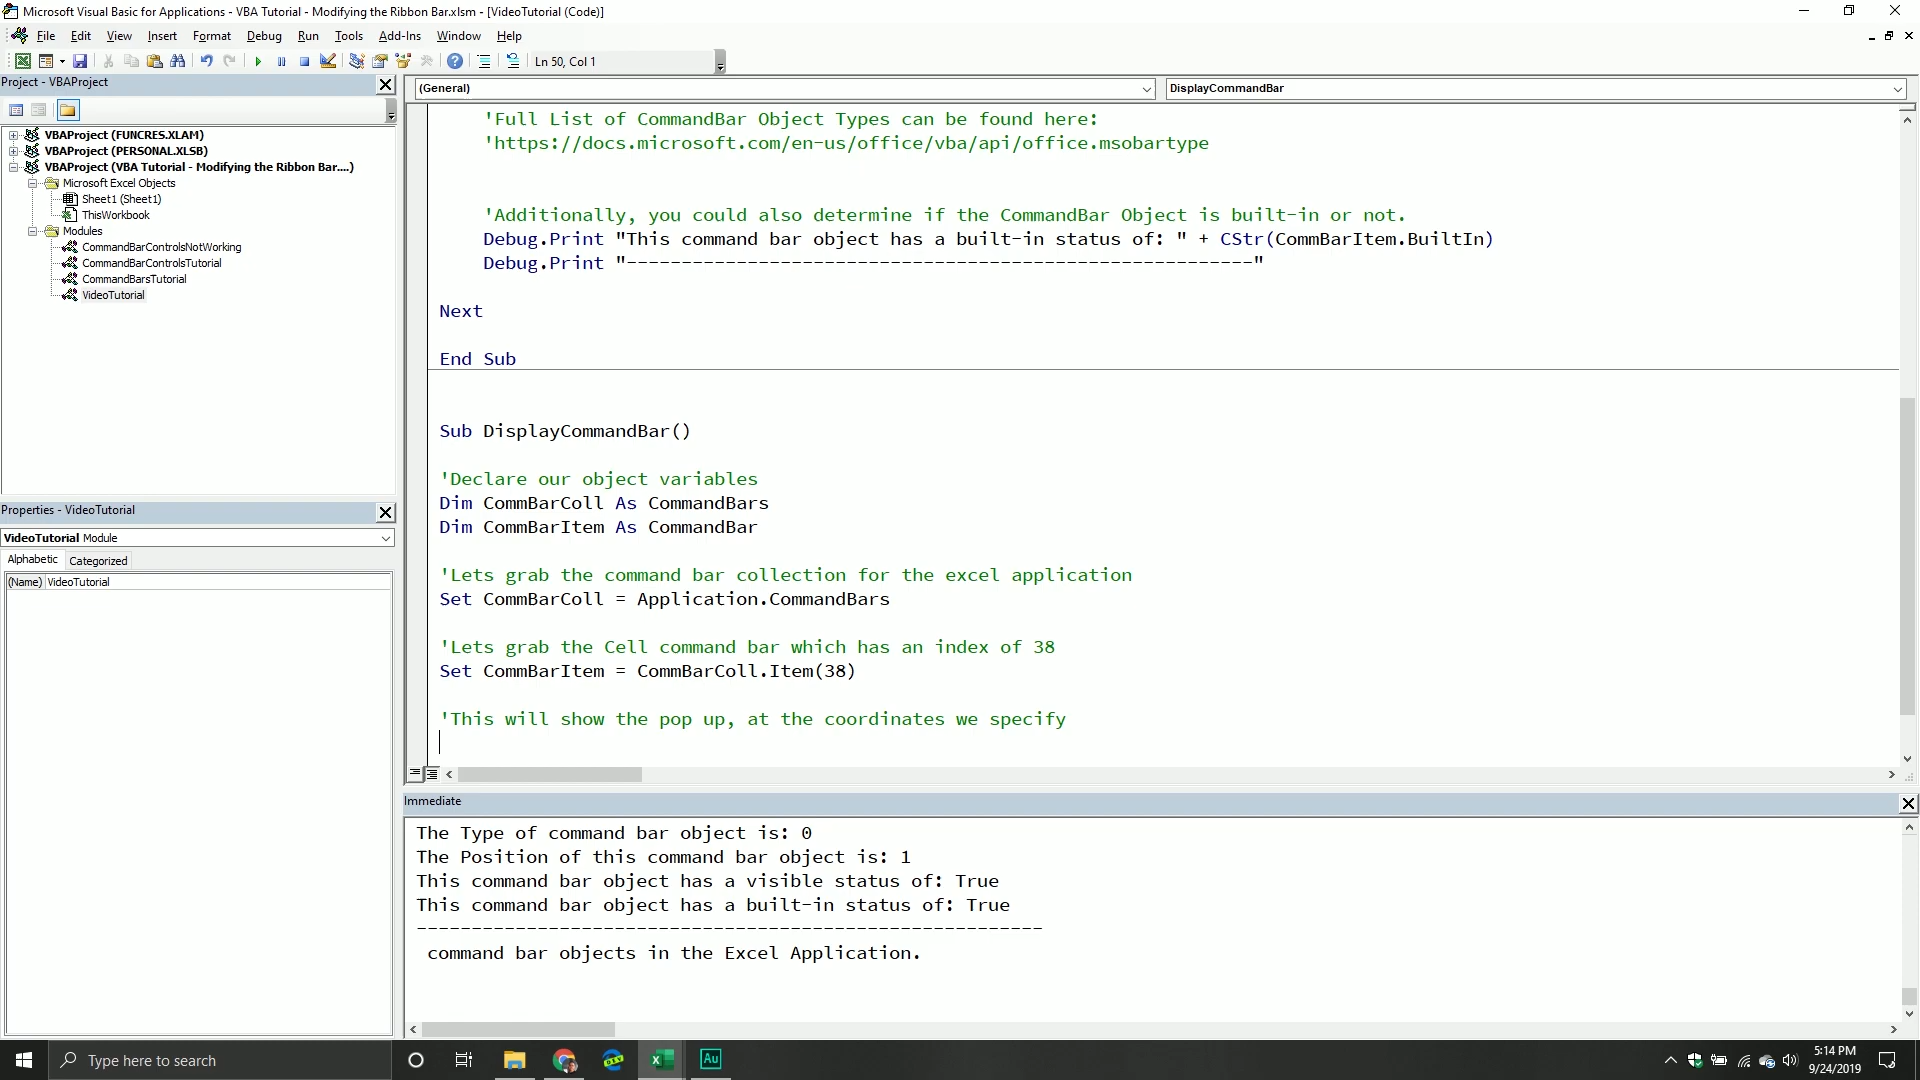 Microsoft Visual Basic for Applications - VBA Tutorial - Modifying the Ribbon Bar.xlsm - [VideoTutorial (Code)]
File Edit View Insert Format Debug Run Tools Add-Ins Window Help
Ln 50, Col 1
Project - VBAProject
VBAProject (FUNCRES.XLAM)
VBAProject (PERSONAL.XLSB)
VBAProject (VBA Tutorial - Modifying the Ribbon Bar....)
Microsoft Excel Objects
Sheet1 (Sheet1)
ThisWorkbook
Modules
CommandBarControlsNotWorking
CommandBarControlsTutorial
CommandBarsTutorial
VideoTutorial
Properties - VideoTutorial
VideoTutorial Module
Alphabetic Categorized
(Name) VideoTutorial
(General) DisplayCommandBar
'Full List of CommandBar Object Types can be found here:
'https://docs.microsoft.com/en-us/office/vba/api/office.msobartype
'Additionally, you could also determine if the CommandBar Object is built-in or not.
Debug.Print "This command bar object has a built-in status of: " + CStr(CommBarItem.BuiltIn)
Debug.Print "---------------------------------------------------------"
Next
End Sub
Sub DisplayCommandBar()
'Declare our object variables
Dim CommBarColl As CommandBars
Dim CommBarItem As CommandBar
'Lets grab the command bar collection for the excel application
Set CommBarColl = Application.CommandBars
'Lets grab the Cell command bar which has an index of 38
Set CommBarItem = CommBarColl.Item(38)
'This will show the pop up, at the coordinates we specify
Immediate
The Type of command bar object is: 0
The Position of this command bar object is: 1
This command bar object has a visible status of: True
This command bar object has a built-in status of: True
---------------------------------------------------------
command bar objects in the Excel Application.
Type here to search
DEV
Au
5:14 PM
9/24/2019